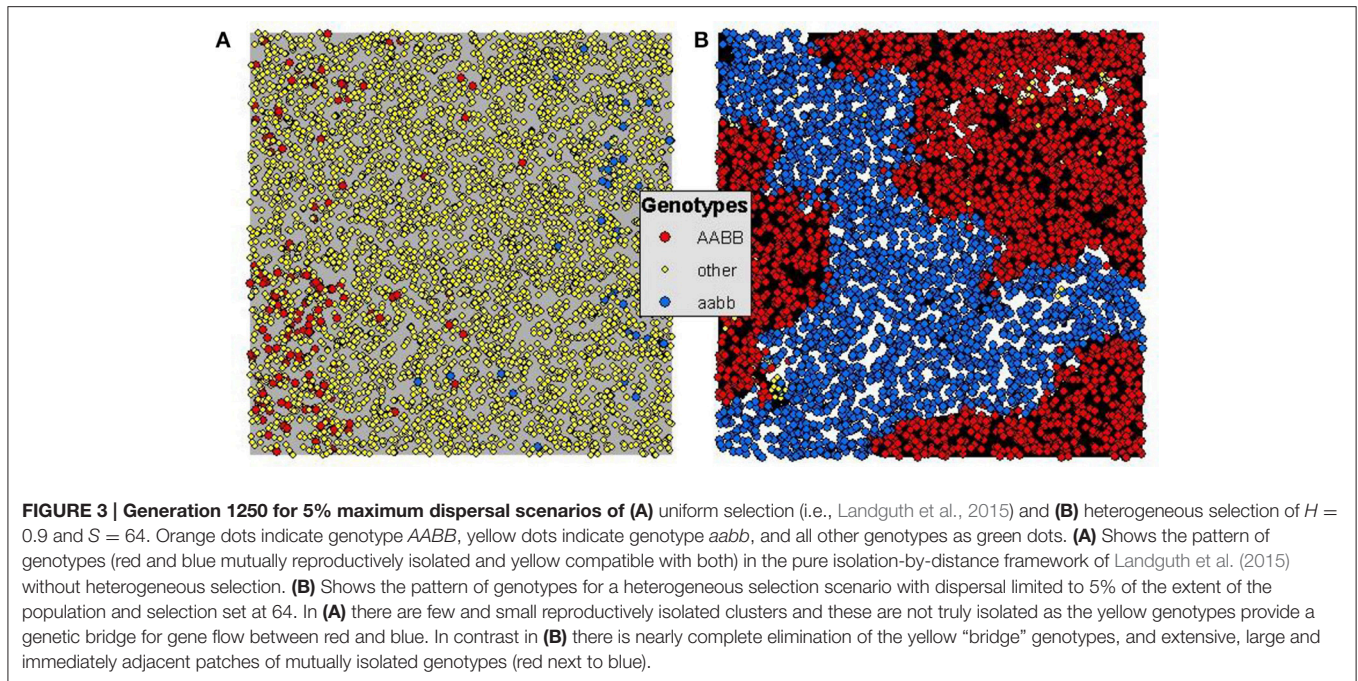 A
B
Genotypes
AABB
other
aabb
FIGURE 3 | Generation 1250 for 5% maximum dispersal scenarios of (A) uniform selection (i.e., Landguth et al., 2015) and (B) heterogeneous selection of H =
0.9 and S = 64. Orange dots indicate genotype AABB, yellow dots indicate genotype aabb, and all other genotypes as green dots. (A) Shows the pattern of
genotypes (red and blue mutually reproductively isolated and yellow compatible with both) in the pure isolation-by-distance framework of Landguth et al. (2015)
without heterogeneous selection. (B) Shows the pattern of genotypes for a heterogeneous selection scenario with dispersal limited to 5% of the extent of the
population and selection set at 64. In (A) there are few and small reproductively isolated clusters and these are not truly isolated as the yellow genotypes provide a
genetic bridge for gene flow between red and blue. In contrast in (B) there is nearly complete elimination of the yellow “bridge” genotypes, and extensive, large and
immediately adjacent patches of mutually isolated genotypes (red next to blue).